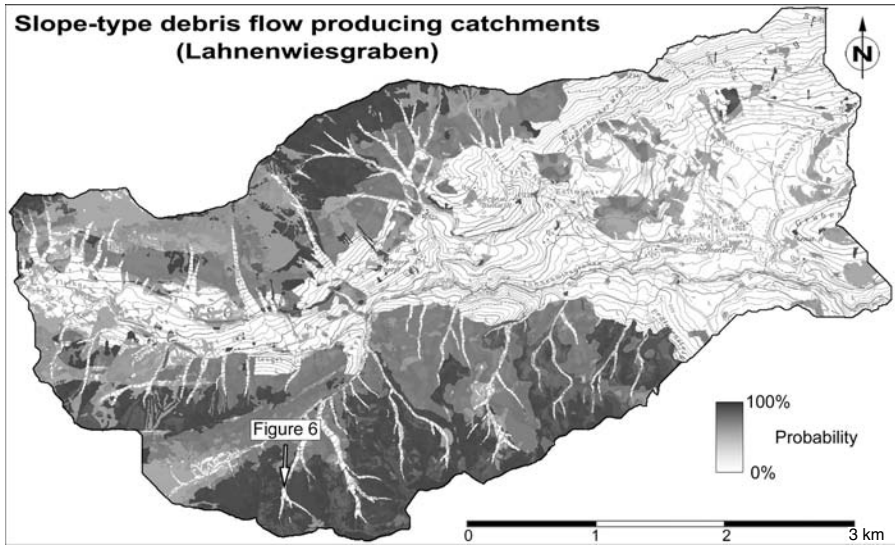 Slope-type debris flow producing catchments
(Lahnenwiesgraben)
N
Figure 6
100%
Probability
0%
0 1 2 3 km